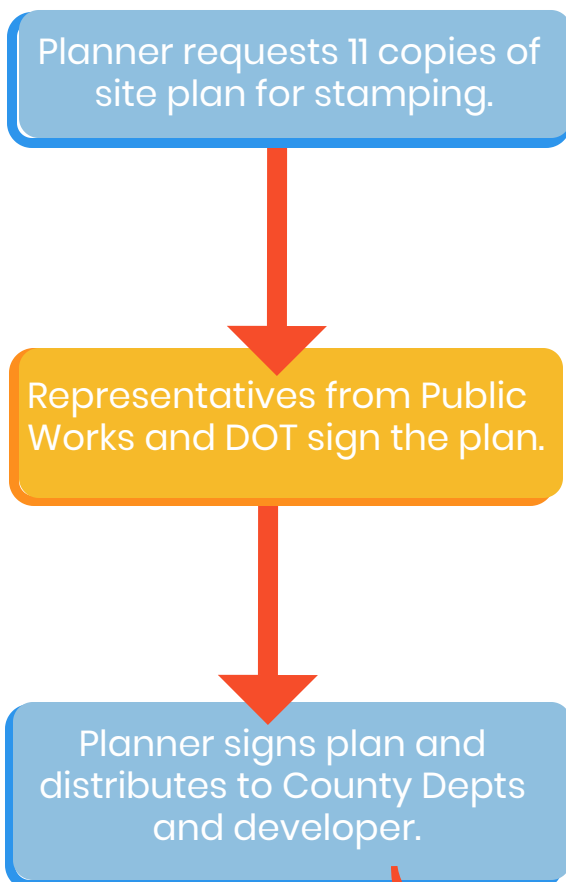 Planner requests 11 copies of
site plan for stamping.
Representatives from Public
Works and DOT sign the plan.
Planner signs plan and
distributes to County Depts
and developer.